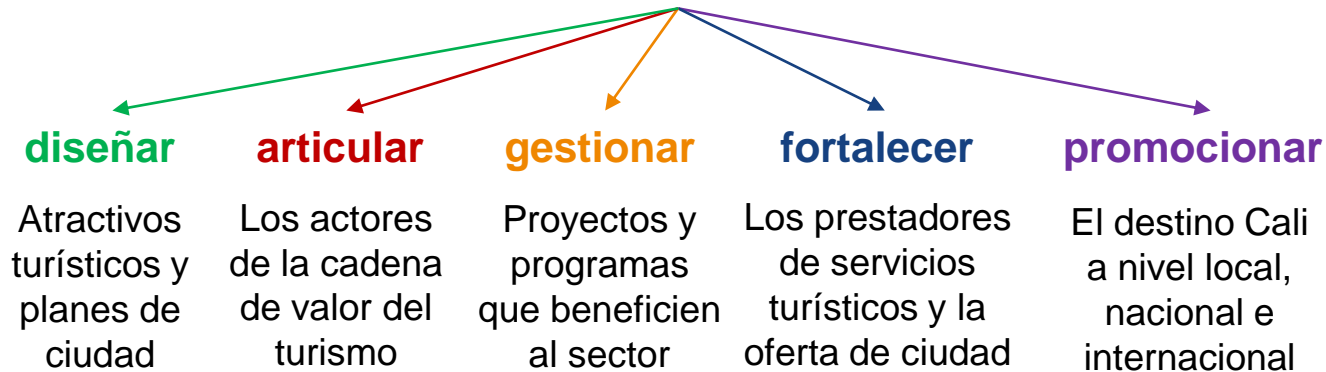 diseñar
Atractivos
turísticos y
planes de
ciudad
articular
Los actores
de la cadena
de valor del
turismo
gestionar
Proyectos y
programas
que beneficien
al sector
fortalecer
Los prestadores
de servicios
turísticos y la
oferta de ciudad
promocionar
El destino Cali
a nivel local,
nacional e
internacional